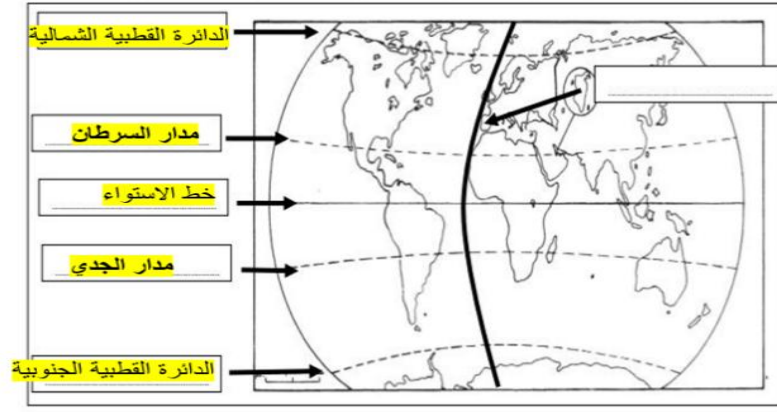 الدائرة القطبية الشمالية
مدار السرطان
خط الاستواء
مدار الجدي
الدائرة القطبية الجنوبية